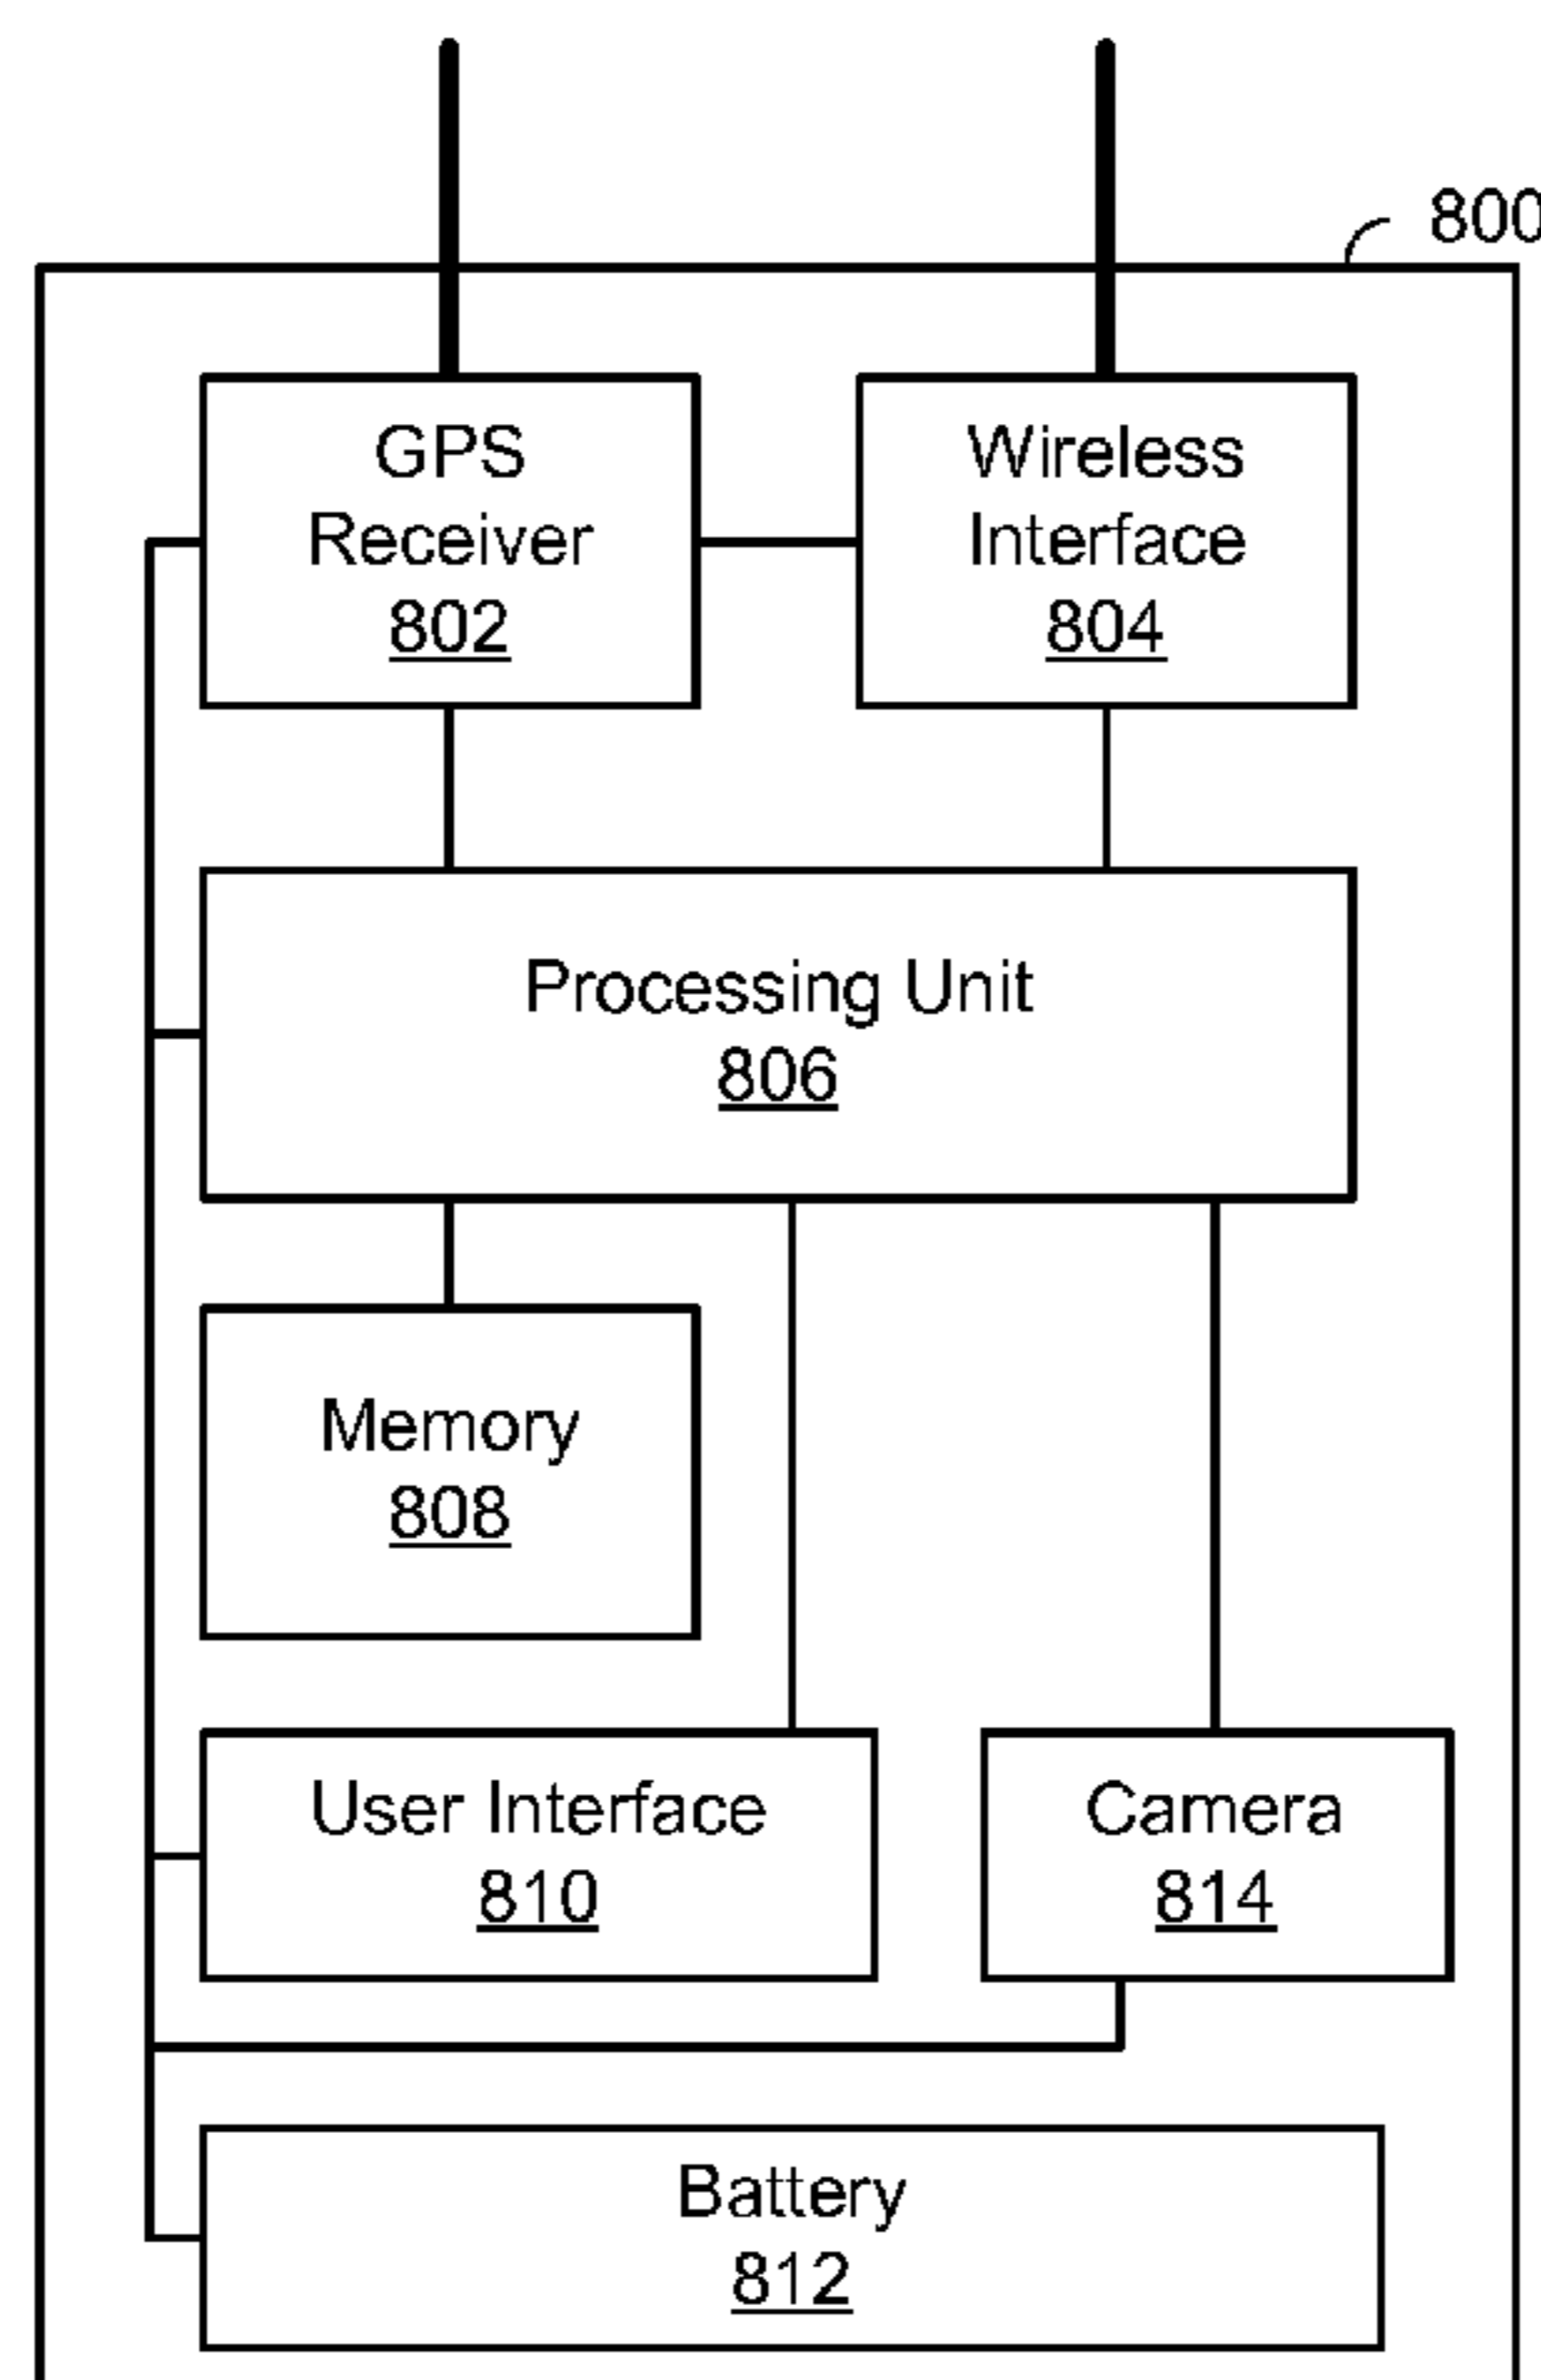 800
GPS
Receiver
802
Wireless
Interface
804
Processing Unit
806
Memory
808
User Interface
810
Camera
814
Battery
812